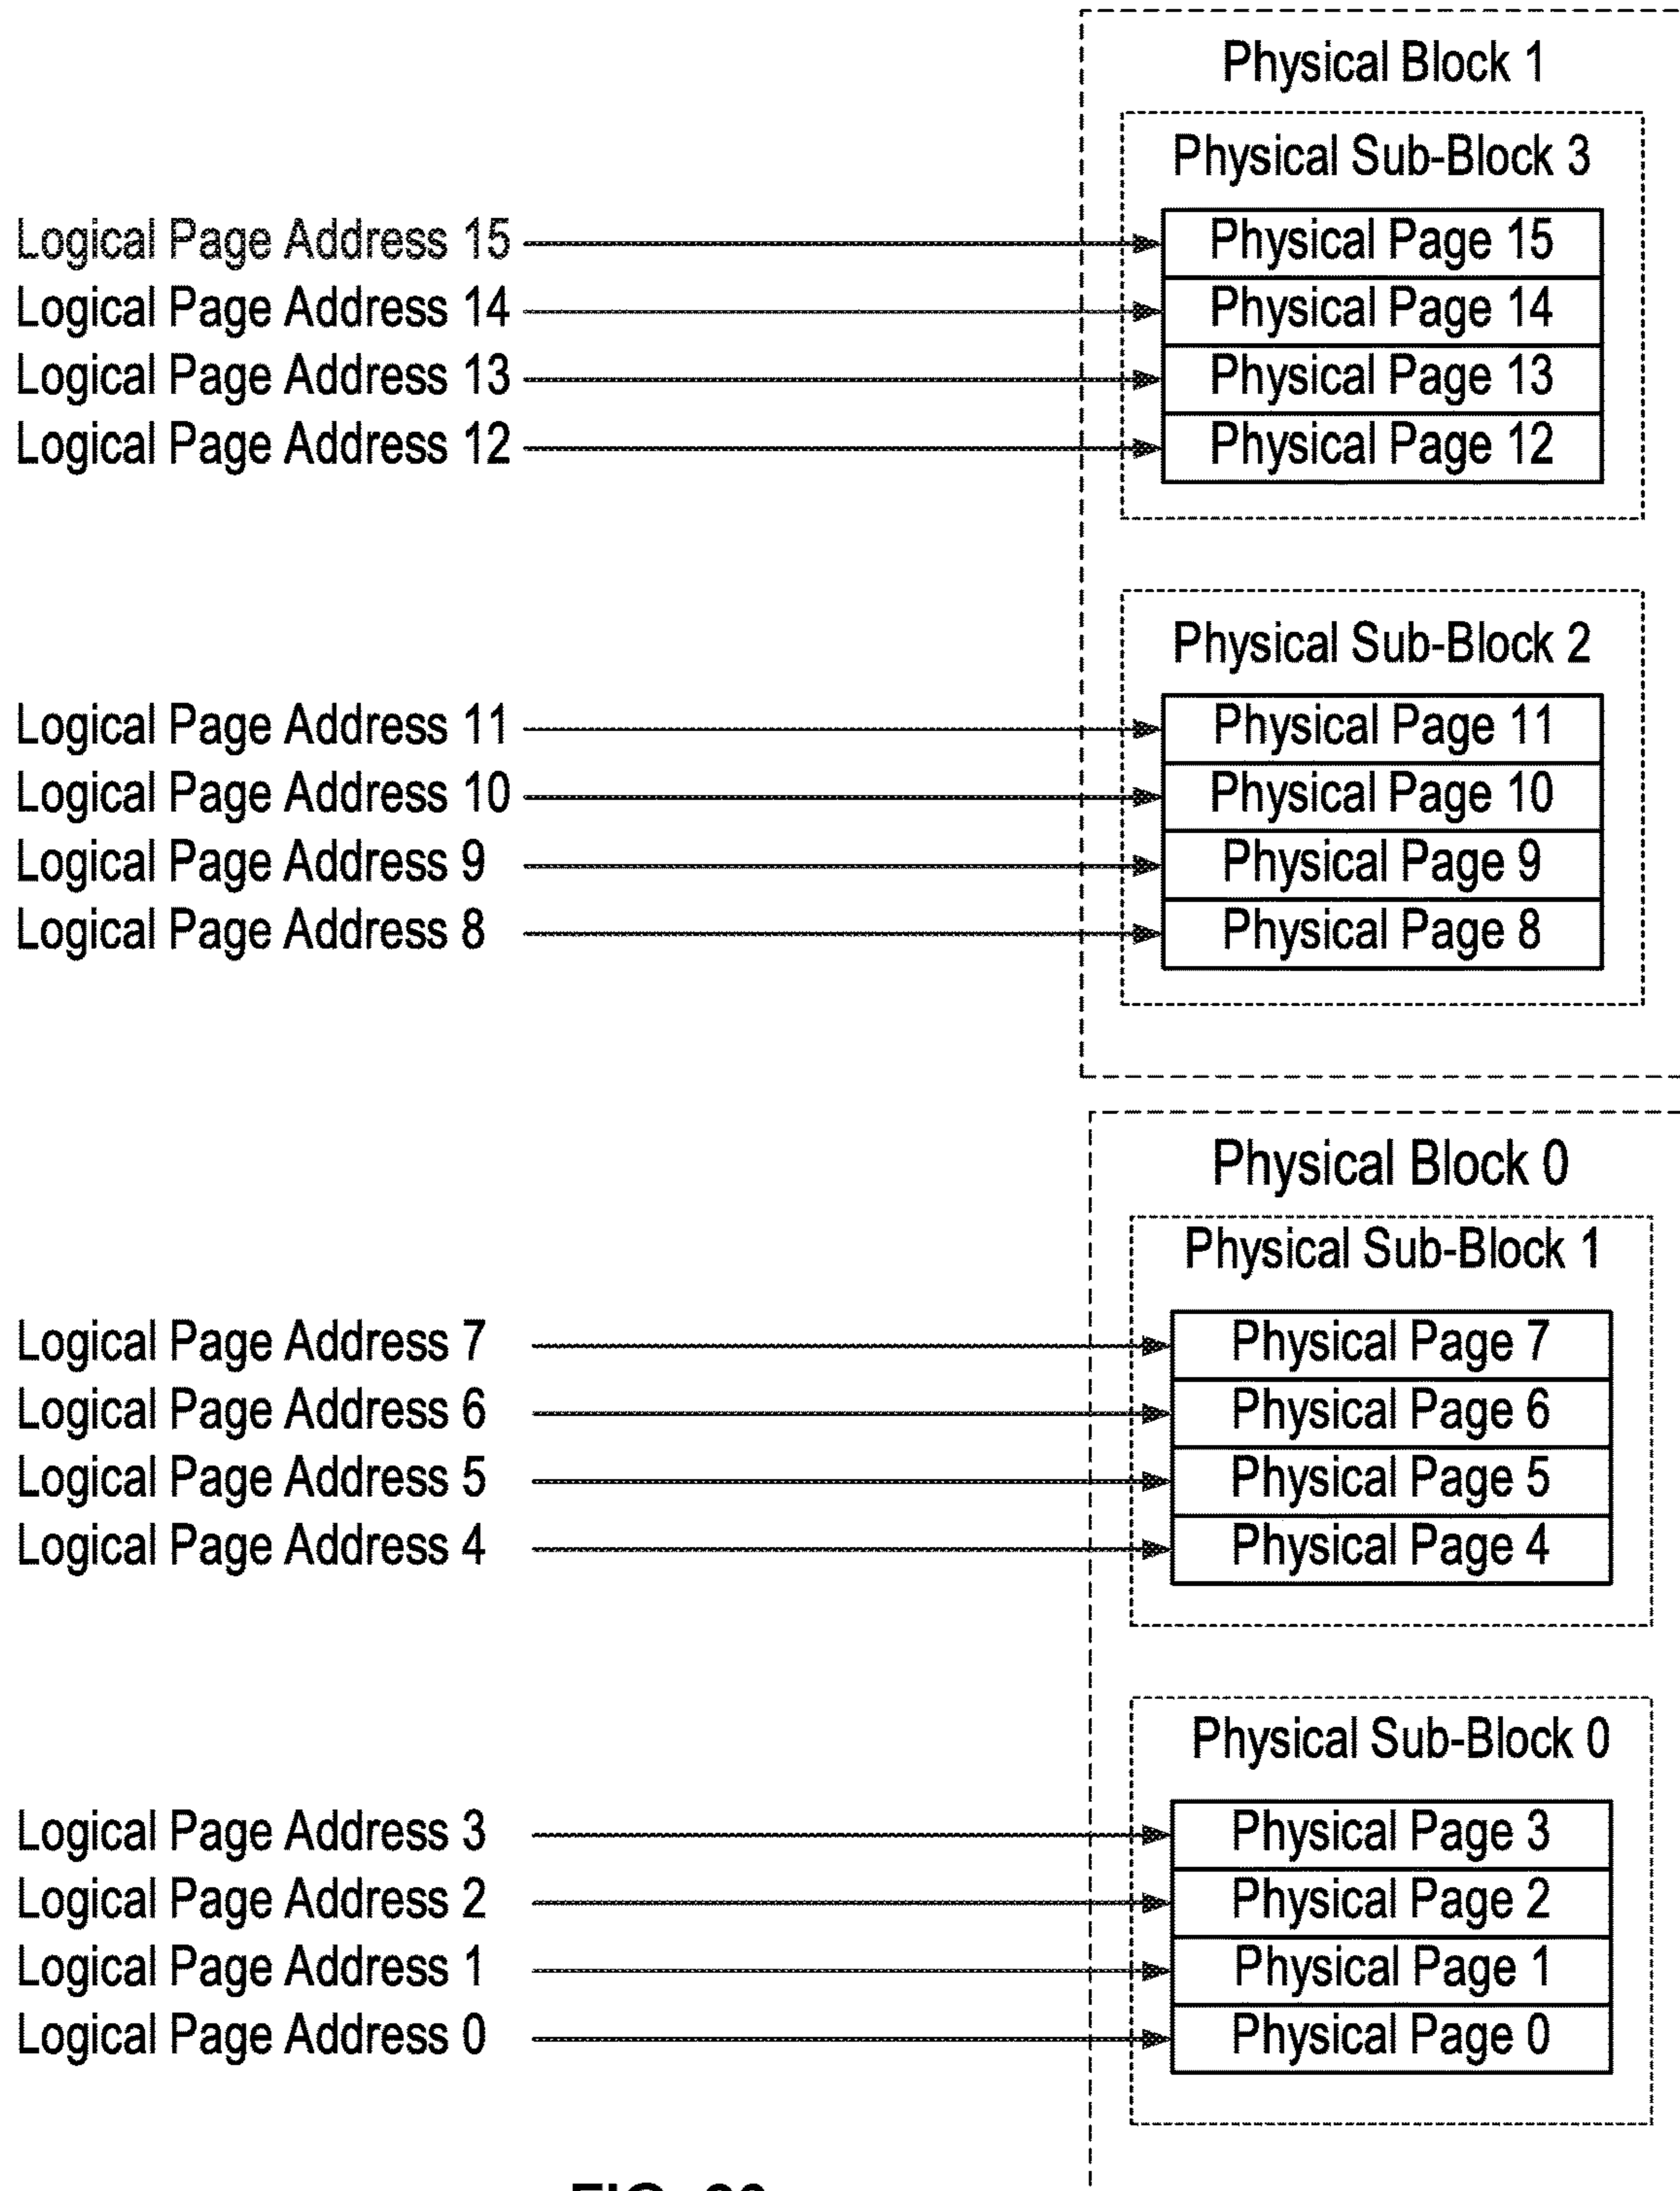 Physical Block 1
Physical Sub-Block 3
Logical Page Address 15 Physical Page 15
Logical Page Address 14 Physical Page 14
Logical Page Address 13 Physical Page 13
Logical Page Address 12 Physical Page 12
Physical Sub-Block 2
Logical Page Address 11 Physical Page 11
Logical Page Address 10 Physical Page 10
Logical Page Address 9 Physical Page 9
Logical Page Address 8 Physical Page 8
Physical Block 0
Physical Sub-Block 1
Logical Page Address 7 Physical Page 7
Logical Page Address 6 Physical Page 6
Logical Page Address 5 Physical Page 5
Logical Page Address 4 Physical Page 4
Physical Sub-Block 0
Logical Page Address 3 Physical Page 3
Logical Page Address 2 Physical Page 2
Logical Page Address 1 Physical Page 1
Logical Page Address 0 Physical Page 0